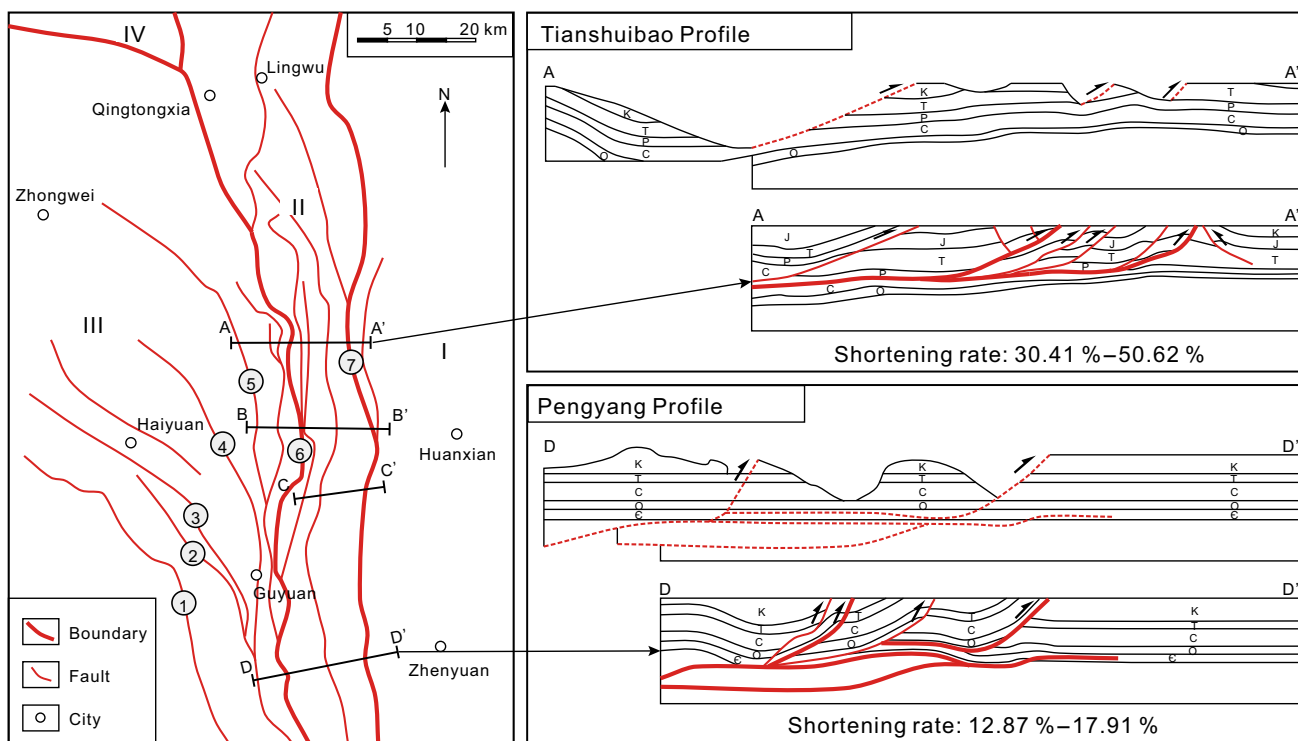 IV
5 10 20 km
Lingwu
Qingtongxia
N
Zhongwei
II
III
A A'
I
7
5
B B'
Haiyuan
4
6
Huanxian
C C'
3
2
Guyuan
1
D D'
Zhenyuan
Boundary
Fault
City
Tianshuibao Profile
A A'
K
T
P
C
O
K
T
P
C
O
T
P
C
O
A A'
J
T
P
C
J
T
P
C
O
J
T
P
K
J
T
Shortening rate: 30.41 %–50.62 %
Pengyang Profile
D D'
K
T
C
O
Є
K
T
C
O
K
T
C
O
Є
D D'
K
T
C
O
Є
T
C
O
T
C
O
K
T
C
O
Є
Shortening rate: 12.87 %–17.91 %